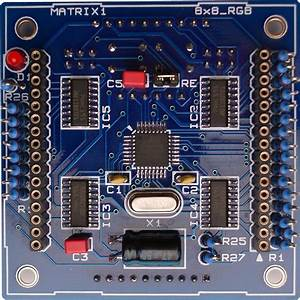 MATRIX1 8x8_RGB
D1
R26
C5
RE
IC5
IC4
C1
C2
R
IC3
IC2
X1
C3
R25
R27
R1